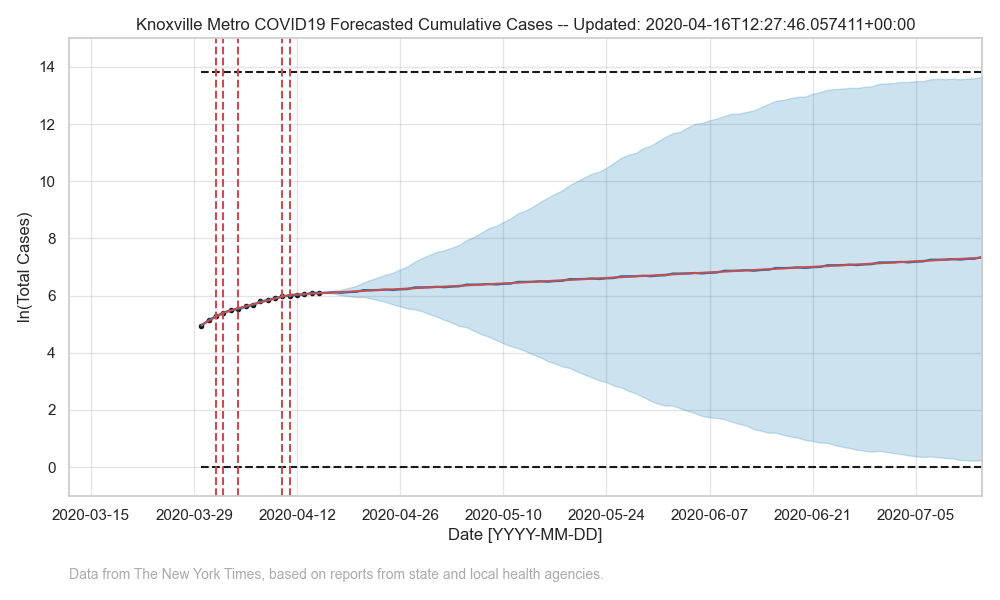 Knoxville Metro COVID19 Forecasted Cumulative Cases -- Updated: 2020-04-16T12:27:46.057411+00:00
14
12
10
8
6
4
2
0
ln(Total Cases)
2020-03-15 2020-03-29 2020-04-12 2020-04-26 2020-05-10 2020-05-24 2020-06-07 2020-06-21 2020-07-05
Date [YYYY-MM-DD]
Data from The New York Times, based on reports from state and local health agencies.